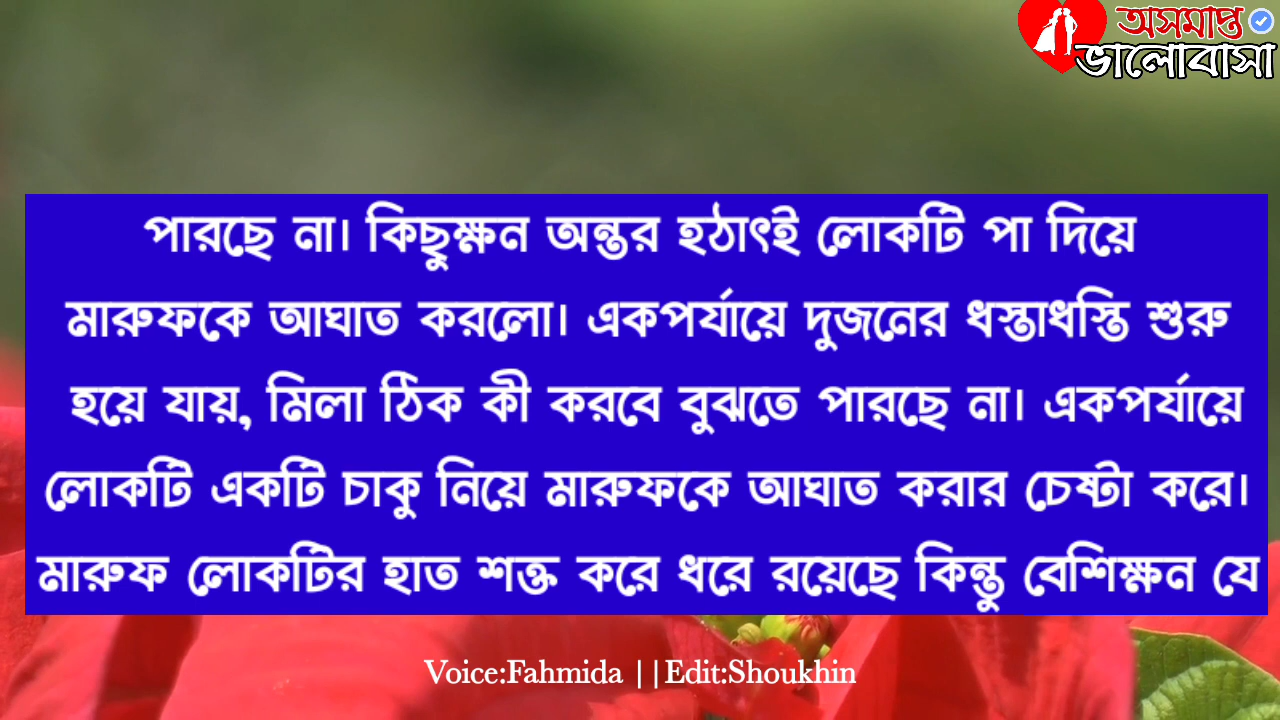 অসমাপ্ত
ভালোবাসা
পারছে না। কিছুক্ষন অন্তর হঠাৎই লোকটি পা দিয়ে
মারুফকে আঘাত করলো। একপর্যায়ে দুজনের ধস্তাধস্তি শুরু
হয়ে যায়, মিলা ঠিক কী করবে বুঝতে পারছে না। একপর্যায়ে
লোকটি একটি চাকু নিয়ে মারুফকে আঘাত করার চেষ্টা করে।
মারুফ লোকটির হাত শক্ত করে ধরে রয়েছে কিন্তু বেশিক্ষন যে
Voice:Fahmida ||Edit:Shoukhin